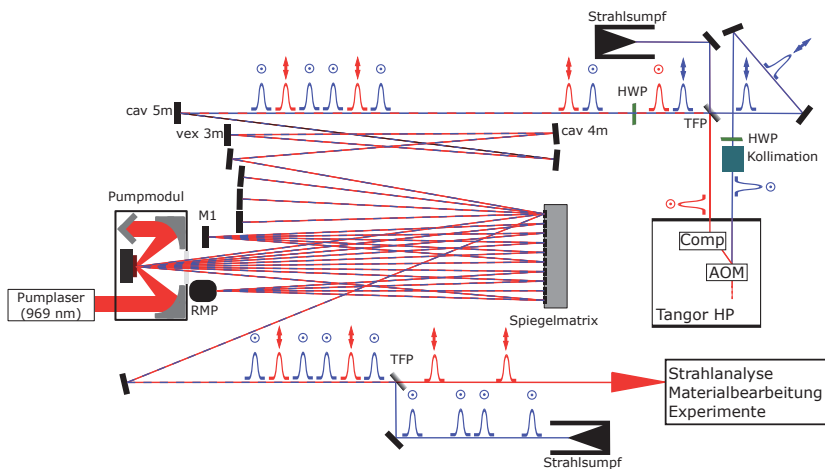 Strahlsumpf
HWP
TFP
cav 5m
vex 3m
cav 4m
HWP
Kollimation
Pumpmodul
M1
Comp
AOM
Tangor HP
Pumplaser
(969 nm)
RMP
Spiegelmatrix
TFP
Strahlanalyse
Materialbearbeitung
Experimente
Strahlsumpf